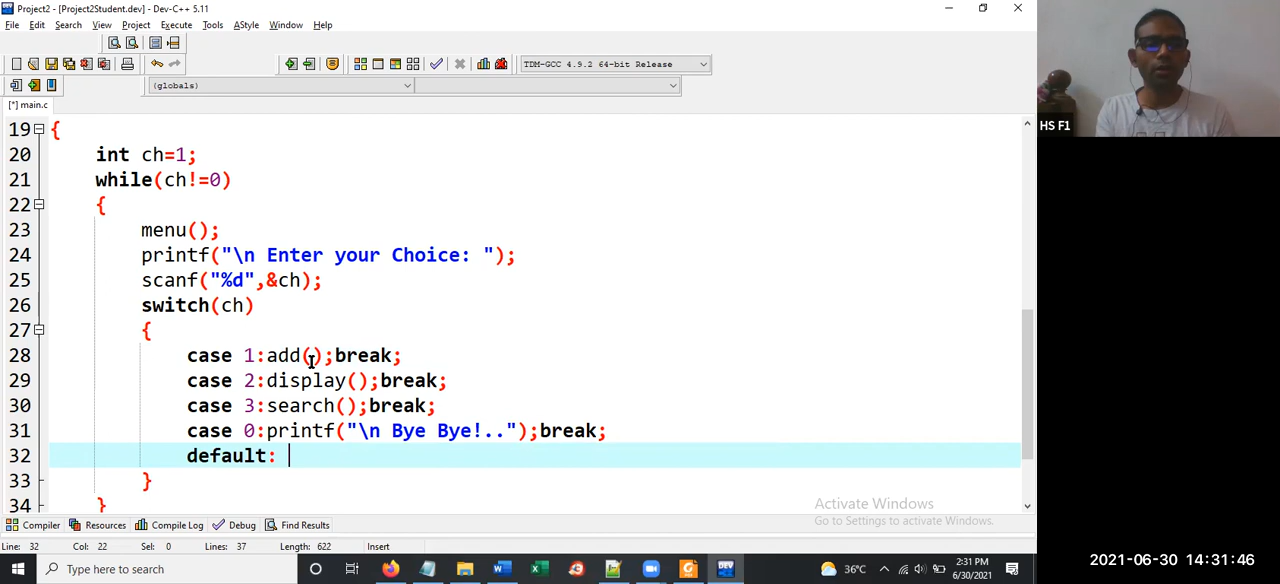 Project2 - [Project2Student.dev] - Dev-C++ 5.11
File Edit Search View Project Execute Tools AStyle Window Help
TDM-GCC 4.9.2 64-bit Release
(globals)
[*] main.c
HS F1
19 {
20 int ch=1;
21 while(ch!=0)
22 {
23 menu();
24 printf("\n Enter your Choice: ");
25 scanf("%d",&ch);
26 switch(ch)
27 {
28 case 1:add();break;
29 case 2:display();break;
30 case 3:search();break;
31 case 0:printf("\n Bye Bye!..");break;
32 default:
33 }
34 }
Activate Windows
Go to Settings to activate Windows.
Compiler Resources Compile Log Debug Find Results
Line: 32 Col: 22 Sel: 0 Lines: 37 Length: 622 Insert
Type here to search
DEV
36°C
2:31 PM
6/30/2021
2021-06-30 14:31:46